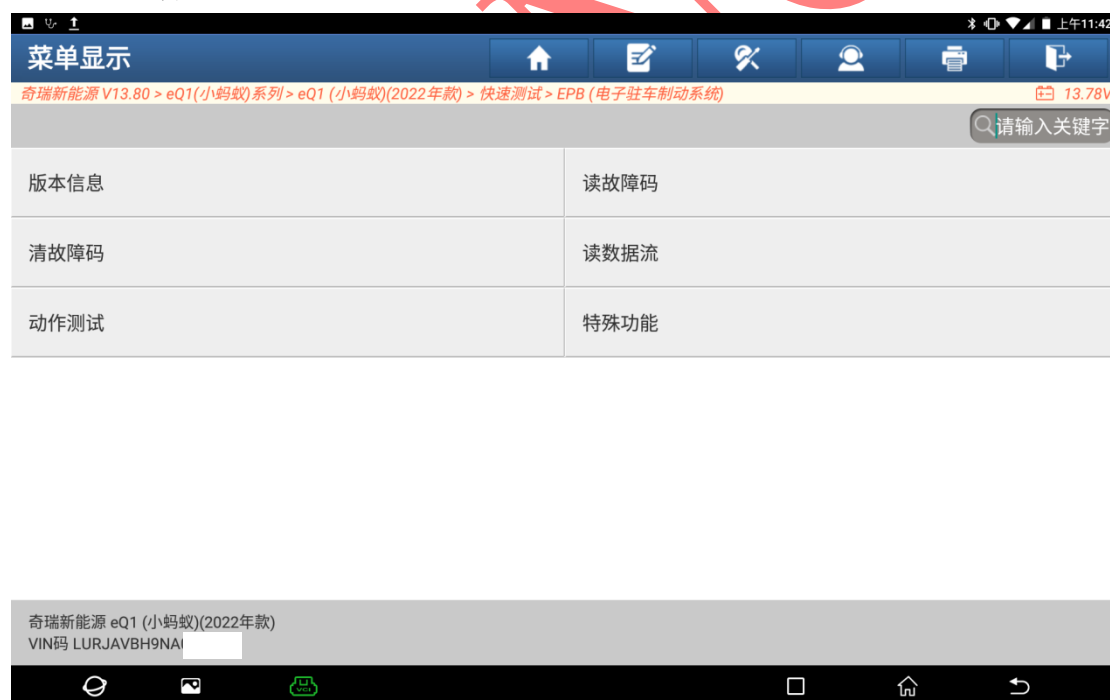 上午11:42
菜单显示
奇瑞新能源 V13.80 > eQ1(小蚂蚁)系列 > eQ1 (小蚂蚁)(2022年款) > 快速测试 > EPB (电子驻车制动系统) 13.78V
请输入关键字
版本信息 读故障码
清故障码 读数据流
动作测试 特殊功能
奇瑞新能源 eQ1 (小蚂蚁)(2022年款)
VIN码 LURJAVBH9NA
VCI